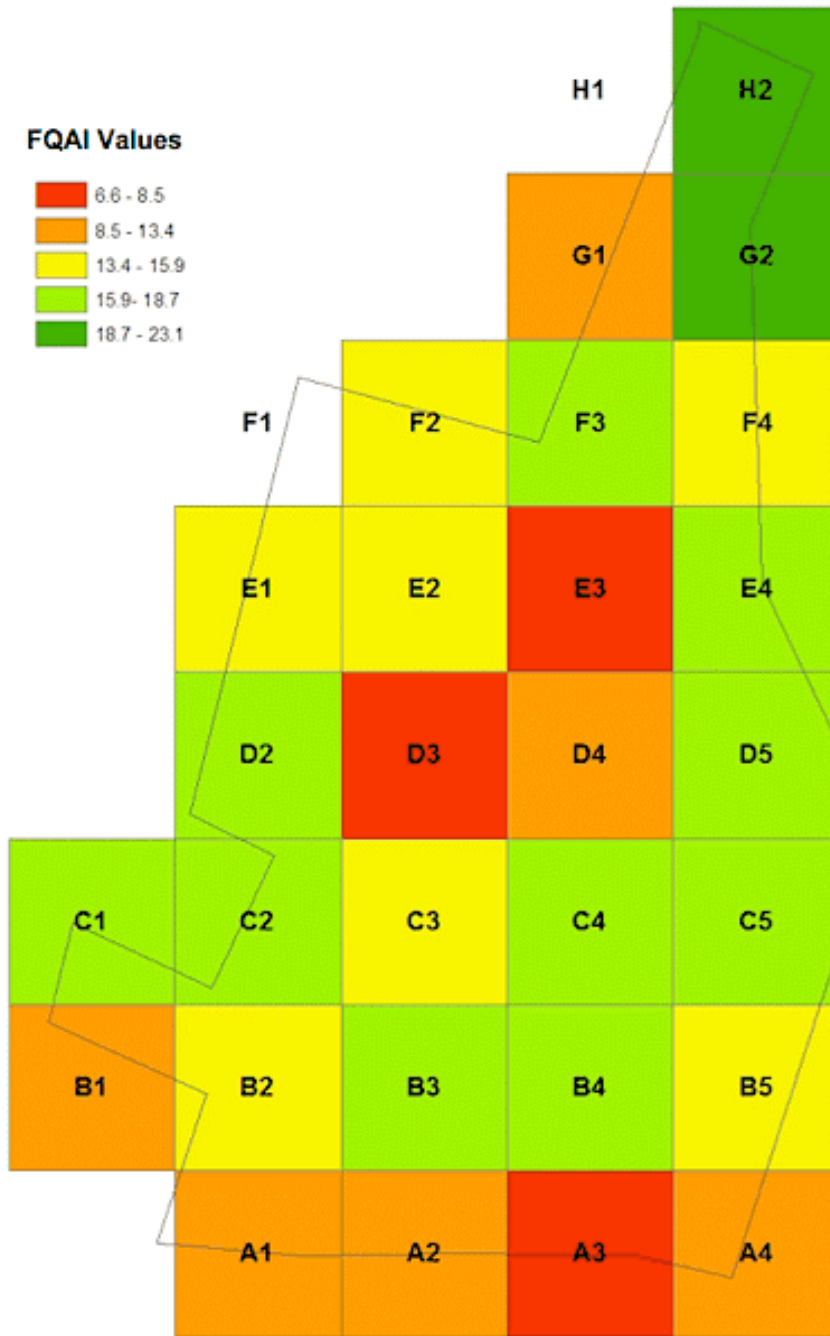 H1 H2
FQAI Values
6.6 - 8.5
8.5 - 13.4
13.4 - 15.9
15.9- 18.7
18.7 - 23.1
G1 G2
F1 F2 F3 F4
E1 E2 E3 E4
D2 D3 D4 D5
C1 C2 C3 C4 C5
B1 B2 B3 B4 B5
A1 A2 A3 A4